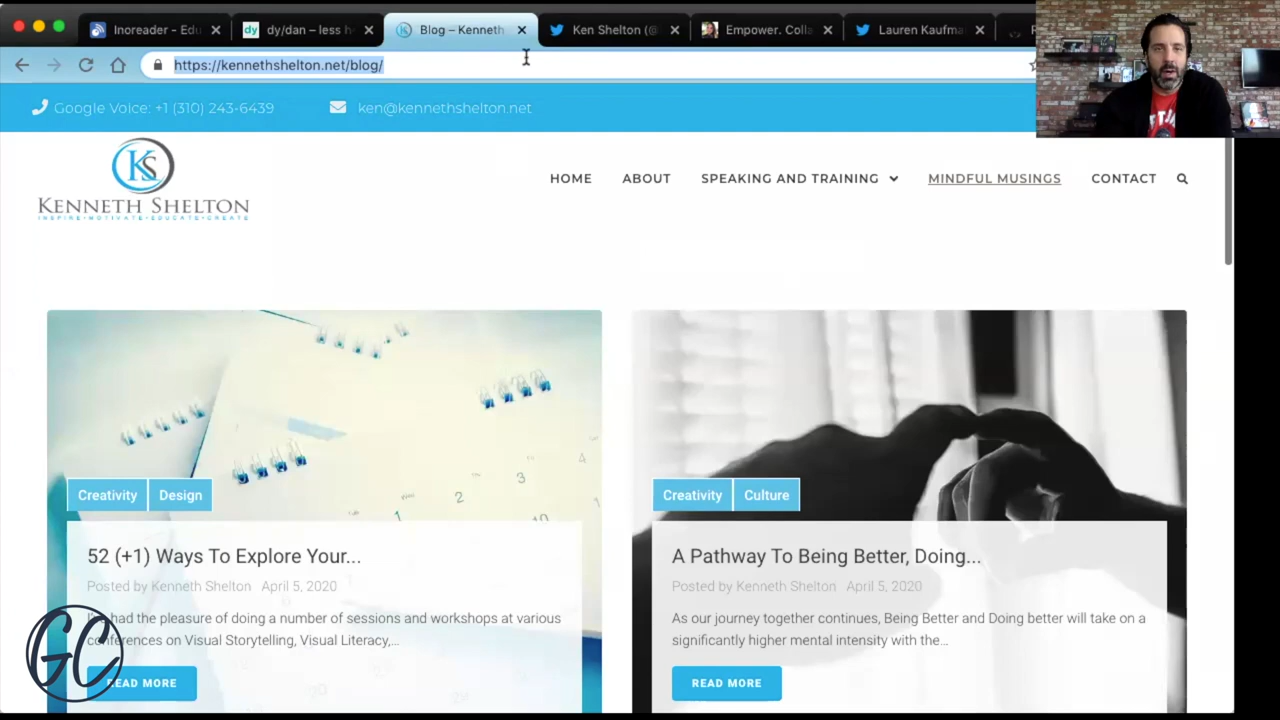 Inoreader - Edu
dy/dan – less h
Blog – Kenneth
Ken Shelton (@
Empower. Colla
Lauren Kaufma
https://kennethshelton.net/blog/
Google Voice: +1 (310) 243-6439
ken@kennethshelton.net
KS
KENNETH SHELTON
INSPIRE•MOTIVATE•EDUCATE•CREATE
HOME
ABOUT
SPEAKING AND TRAINING
MINDFUL MUSINGS
CONTACT
Creativity
Design
52 (+1) Ways To Explore Your...
Posted by Kenneth Shelton April 5, 2020
had the pleasure of doing a number of sessions and workshops at various
conferences on Visual Storytelling, Visual Literacy,...
READ MORE
Creativity
Culture
A Pathway To Being Better, Doing...
Posted by Kenneth Shelton April 5, 2020
As our journey together continues, Being Better and Doing better will take on a
significantly higher mental intensity with the...
READ MORE
GC